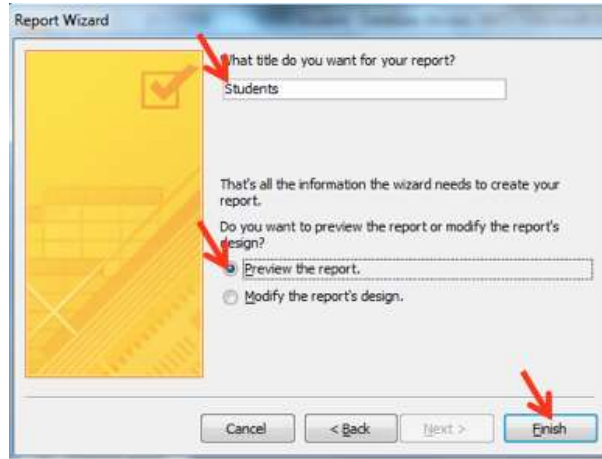 Report Wizard
What title do you want for your report?
Students
That's all the information the wizard needs to create your
report.
Do you want to preview the report or modify the report's
design?
Preview the report.
Modify the report's design.
Cancel
< Back
Next >
Finish